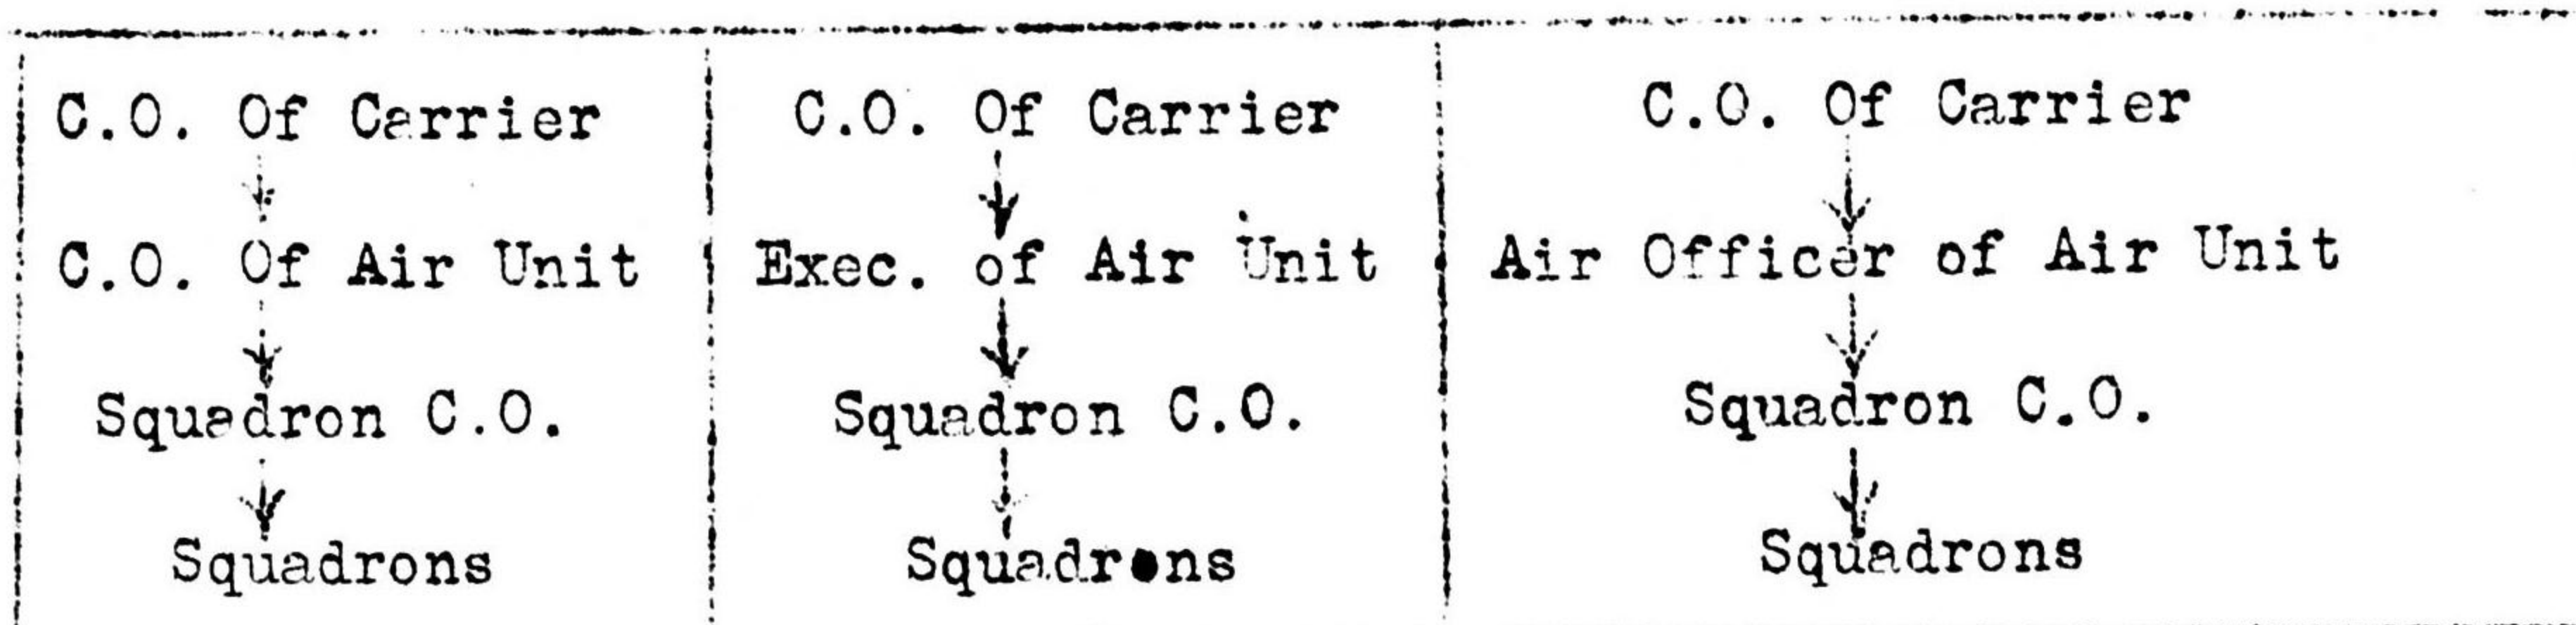 C.O. Of Carrier
C.O. Of Air Unit
Squadron C.O.
Squadrons
C.O. Of Carrier
Exec. of Air Unit
Squadron C.O.
Squadrons
C.O. Of Carrier
Air Officer of Air Unit
Squadron C.O.
Squadrons